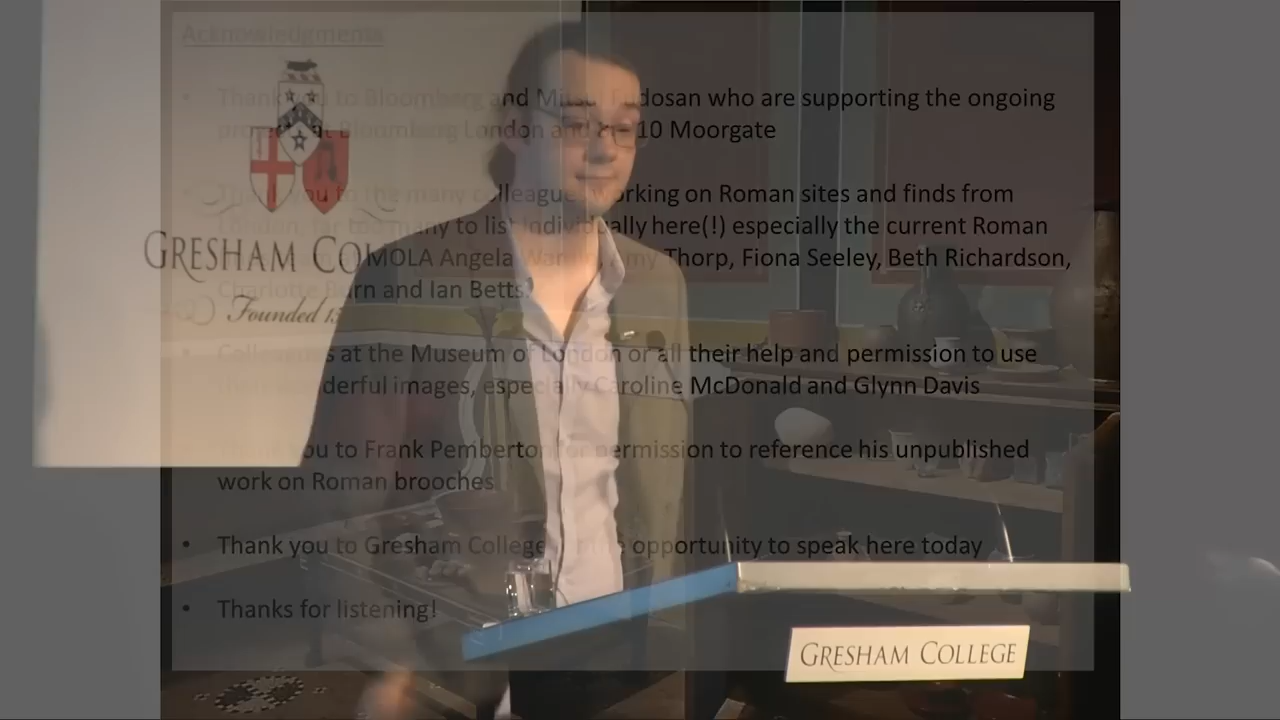 Acknowledgments
• Thank you to Bloomberg and Mi dosan who are supporting the ongoing
at Bloomberg London and 10 Moorgate
• Thank you to the many colleagues working on Roman sites and finds from
London, far too many to list individually here(!) especially the current Roman
MOLA Angela Amy Thorp, Fiona Seeley, Beth Richardson,
Charlotte and Ian Betts
• Colleagues at the Museum of London or all their help and permission to use
wonderful images, especially Caroline McDonald and Glynn Davis
you to Frank Pemberton for permission to reference his unpublished
work on Roman brooches
• Thank you to Gresham College opportunity to speak here today
• Thanks for listening!
GRESHAM CO
Founded 15
GRESHAM COLLEGE